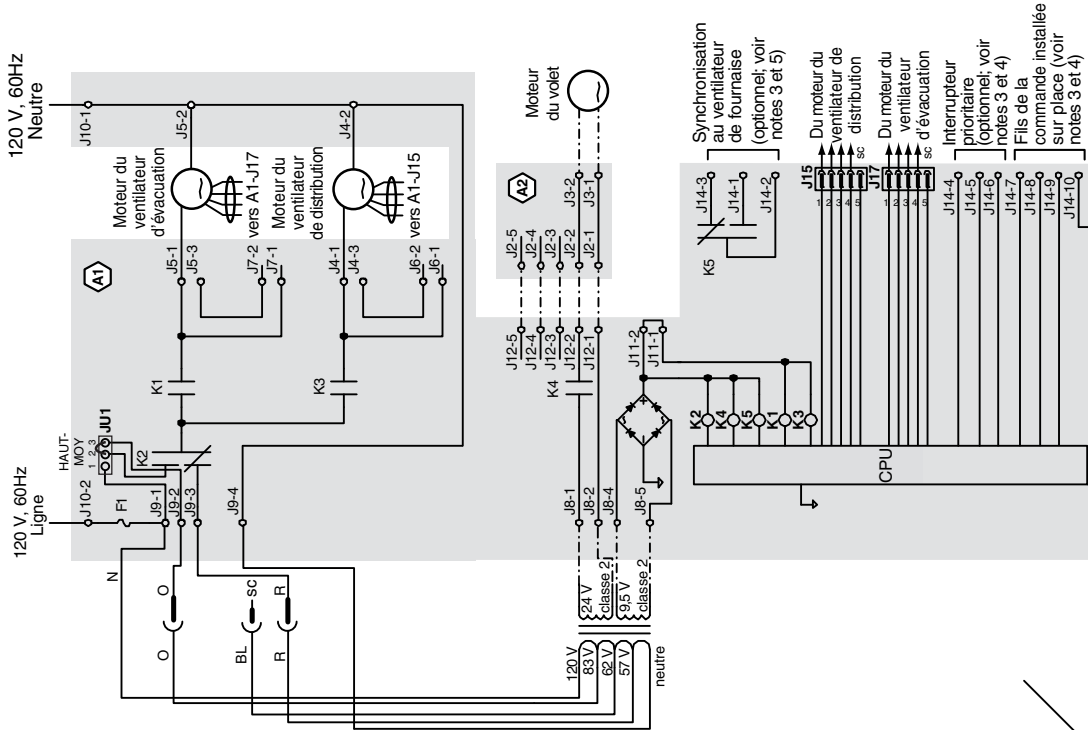 120 V, 60Hz
Neutre
J10-1
J5-2
J4-2
Moteur du
ventilateur
d'évacuation
vers A1-J17
Moteur du
ventilateur
de distribution
vers A1-J15
A1
J5-1
J5-3
J7-2
J7-1
J4-1
J4-3
J6-2
J6-1
K1
K3
120 V, 60Hz
Ligne
J10-2
F1
HAUT-
MOY
1
2
3
JU1
K2
J9-1
J9-2
J9-3
J9-4
N
O
O
BL
SC
R
R
Moteur
du volet
A2
J3-2
J3-1
J2-5
J2-4
J2-3
J2-2
J2-1
J12-5
J12-4
J12-3
J12-2
J12-1
K4
J11-2
J11-1
J8-1
J8-2
J8-4
J8-5
24 V
classe 2
9,5 V
classe 2
120 V
83 V
62 V
57 V
neutre
Synchronisation
au ventilateur
de fournaise
(optionnel; voir
notes 3 et 5)
J14-3
J14-1
J14-2
K5
Du moteur du
ventilateur de
distribution
SC
J15
1
2
3
4
5
Du moteur du
ventilateur
d'évacuation
SC
J17
1
2
3
4
5
Interrupteur
prioritaire
(optionnel; voir
notes 3 et 4)
J14-4
J14-5
J14-6
Fils de la
commande installée
sur place (voir
notes 3 et 4)
J14-7
J14-8
J14-9
J14-10
K2
K4
K5
K1
K3
CPU